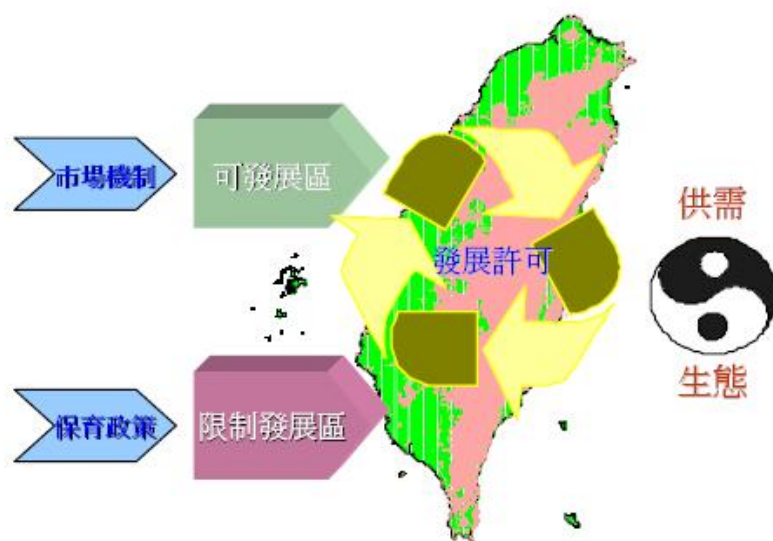 市場機制
可發展區
發展許可
供需
生態
保育政策
限制發展區